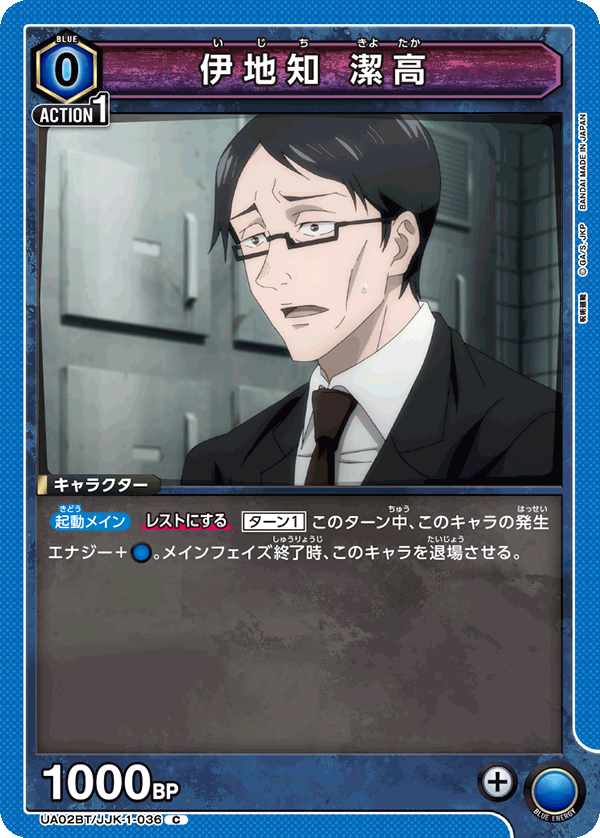 BLUE
0
ACTION 1
い じ ち きよ たか
伊地知 潔高
BANDAI MADE IN JAPAN
©GA/S,JKP
呪術廻戦
キャラクター
きどう ちゅう はっせい
起動メイン レストにする ターン1 このターン中、このキャラの発生
しゅうりょうじ たいじょう
エナジー+。メインフェイズ終了時、このキャラを退場させる。
1000BP
+
BLUE ENERGY
UA02BT/JJK-1-036 C